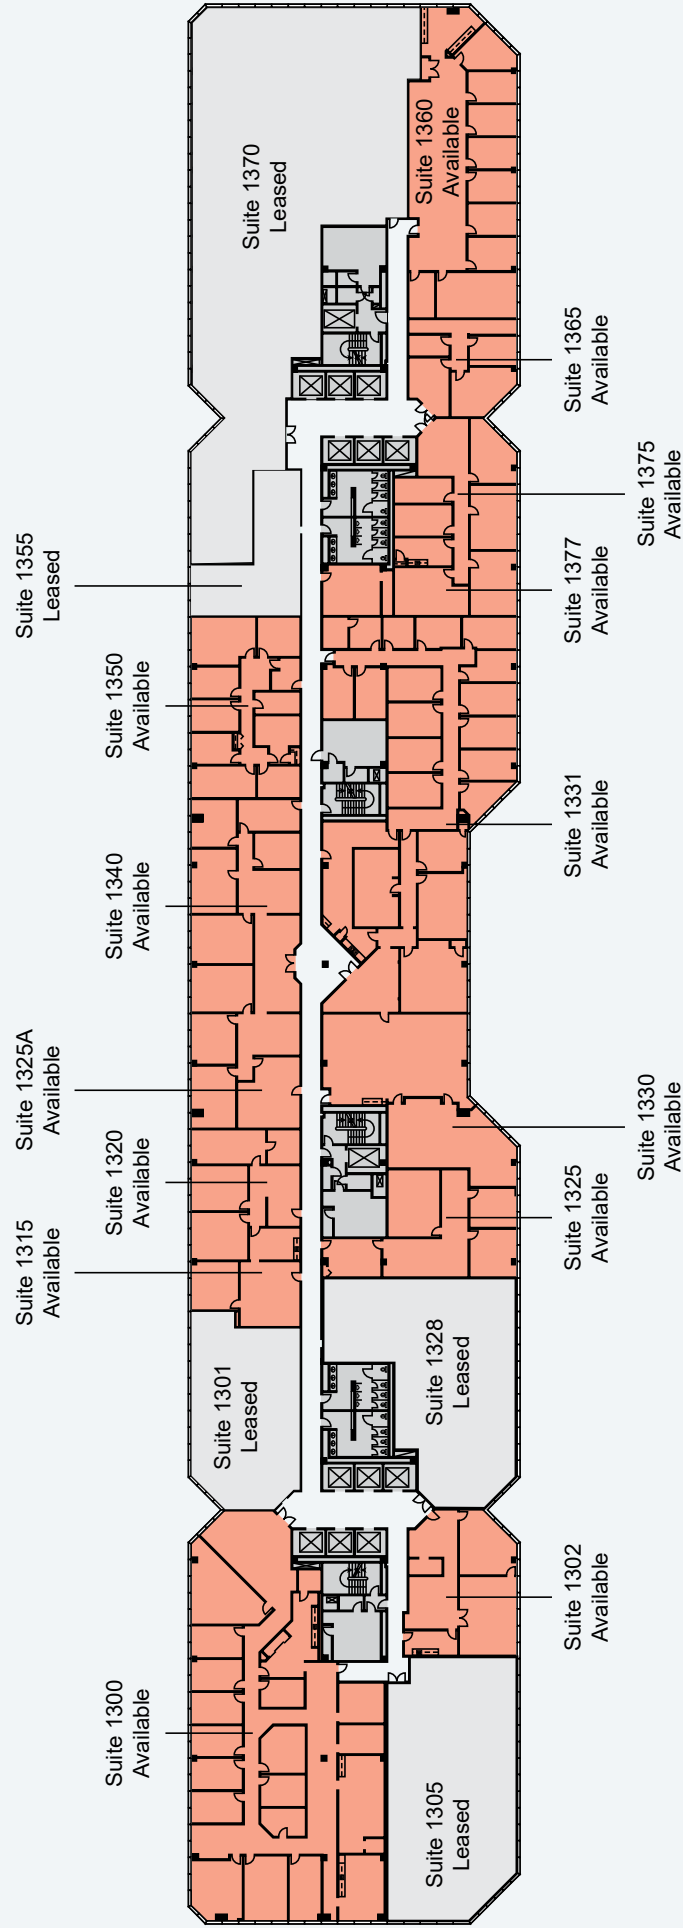 Suite 1370
Leased
Suite 1360
Available
Suite 1365
Available
Suite 1375
Available
Suite 1355
Leased
Suite 1377
Available
Suite 1350
Available
Suite 1331
Available
Suite 1340
Available
Suite 1325A
Available
Suite 1330
Available
Suite 1320
Available
Suite 1325
Available
Suite 1315
Available
Suite 1301
Leased
Suite 1328
Leased
Suite 1302
Available
Suite 1300
Available
Suite 1305
Leased